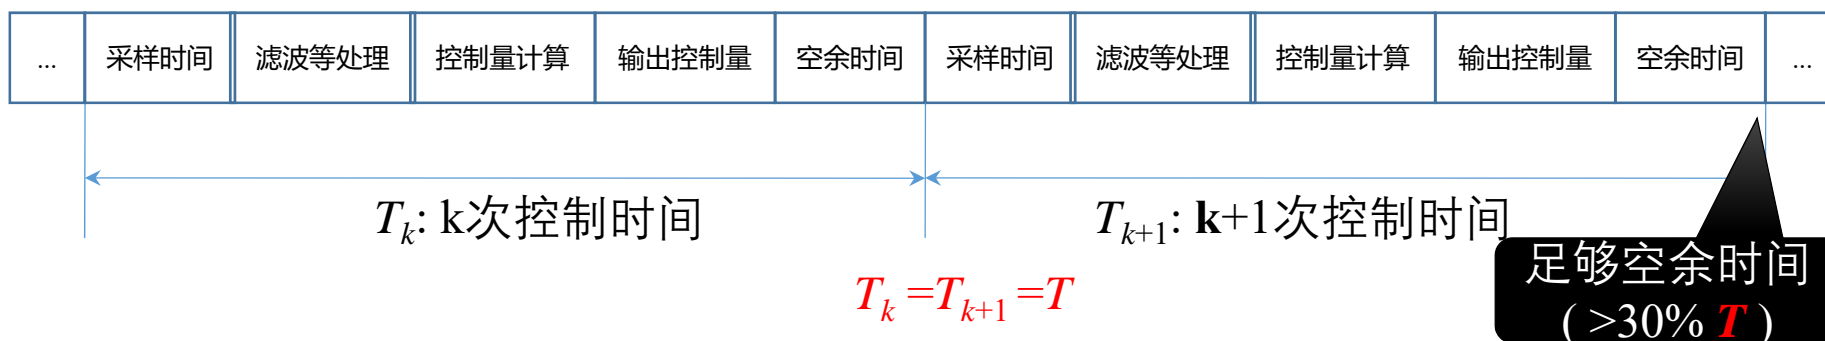 ... 采样时间 滤波等处理 控制量计算 输出控制量 空余时间 采样时间 滤波等处理 控制量计算 输出控制量 空余时间 ...
Tk: k次控制时间 Tk+1: k+1次控制时间
足够空余时间
Tk =Tk+1 =T
( >30% T )